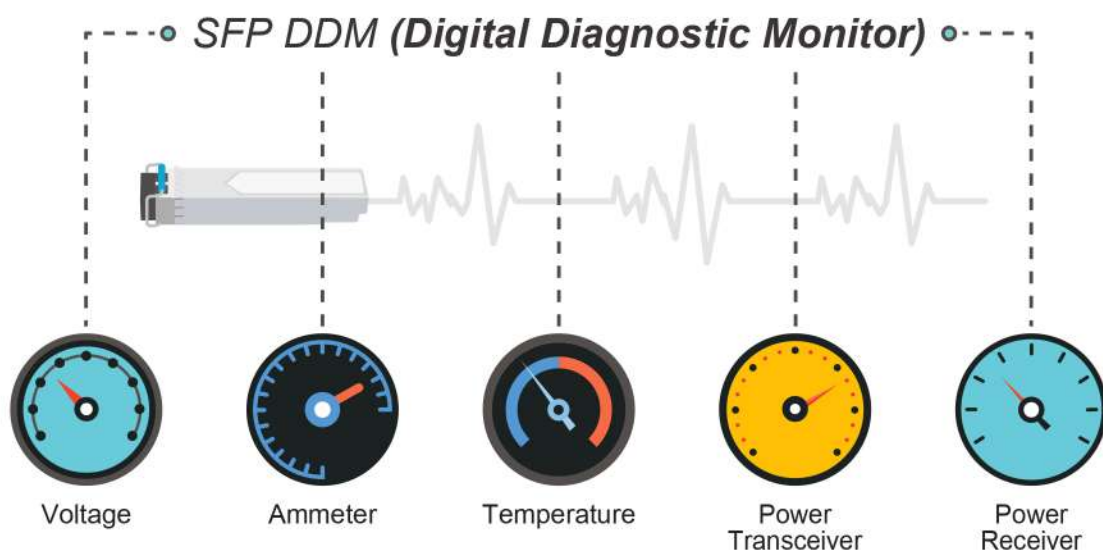 SFP DDM (Digital Diagnostic Monitor)
Voltage
Ammeter
Temperature
Power
Transceiver
Power
Receiver